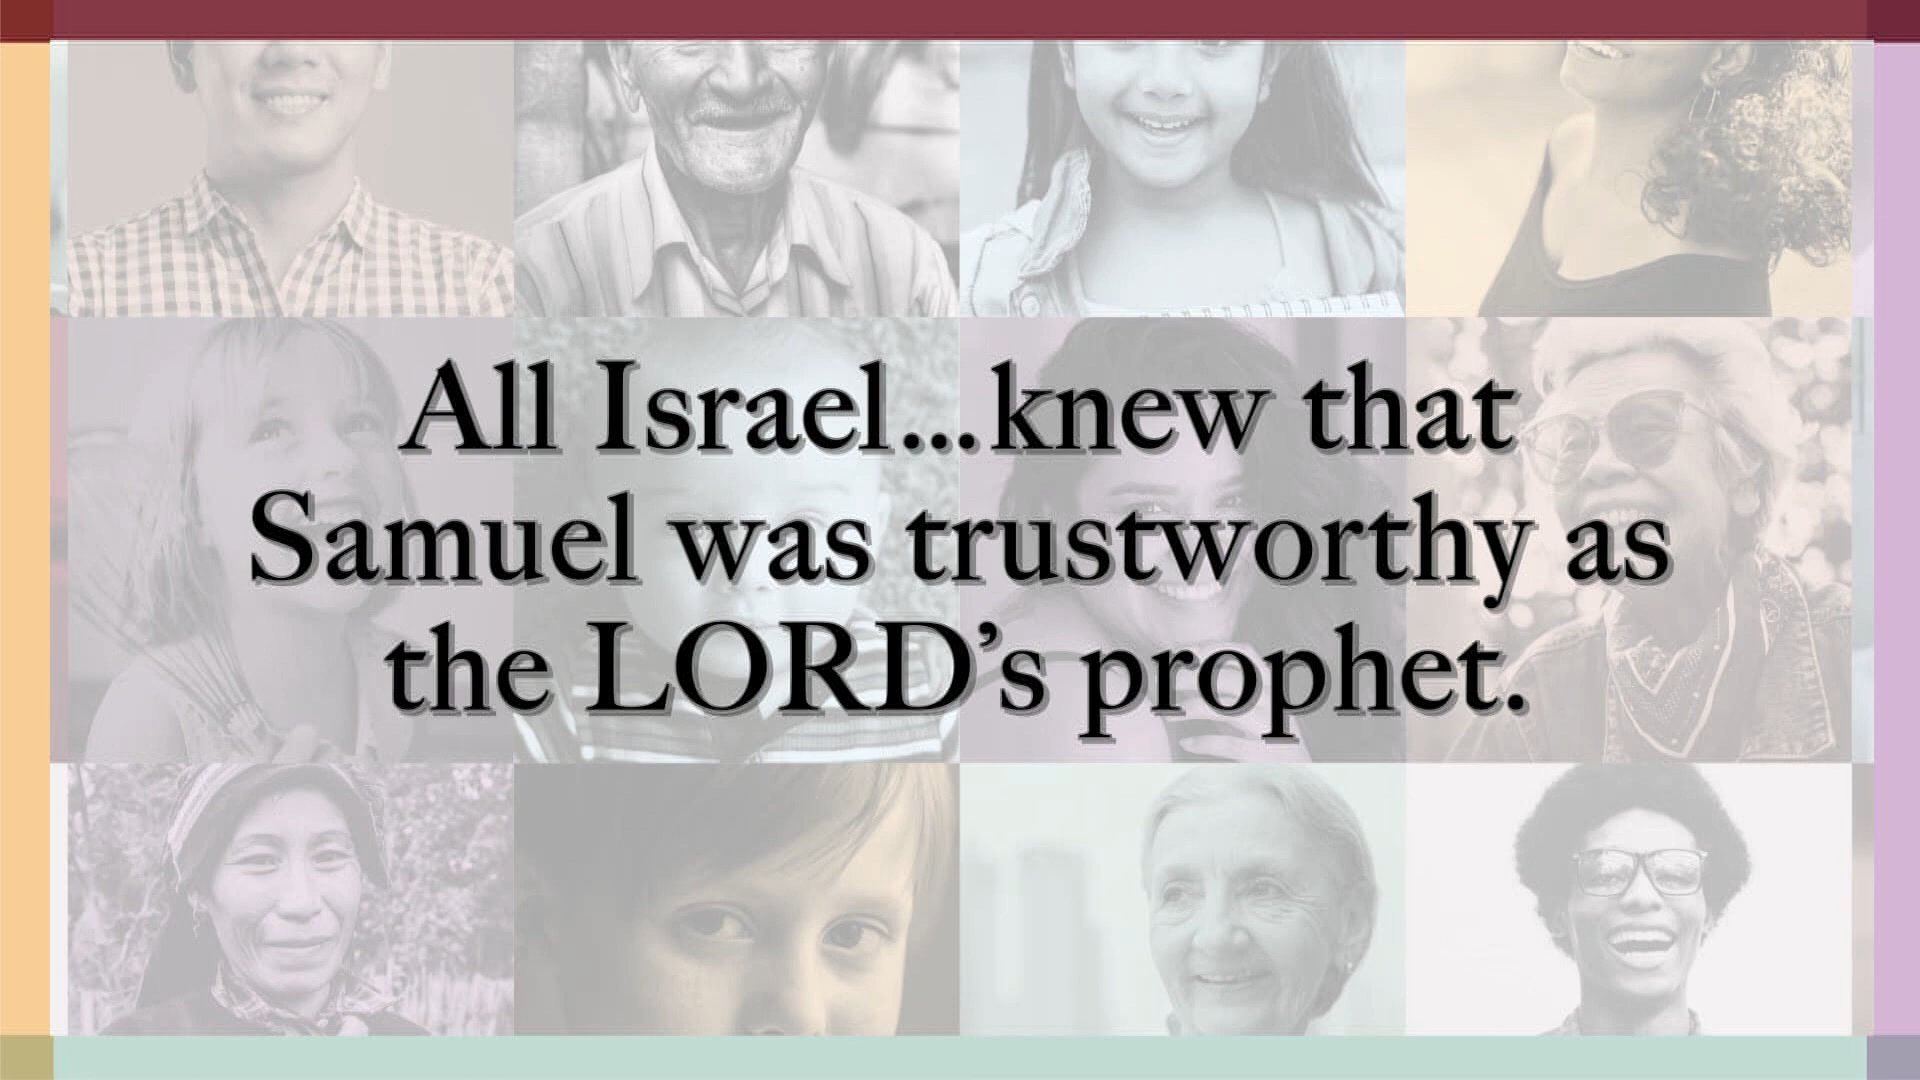 All Israel...knew that
Samuel was trustworthy as
the LORD’s prophet.